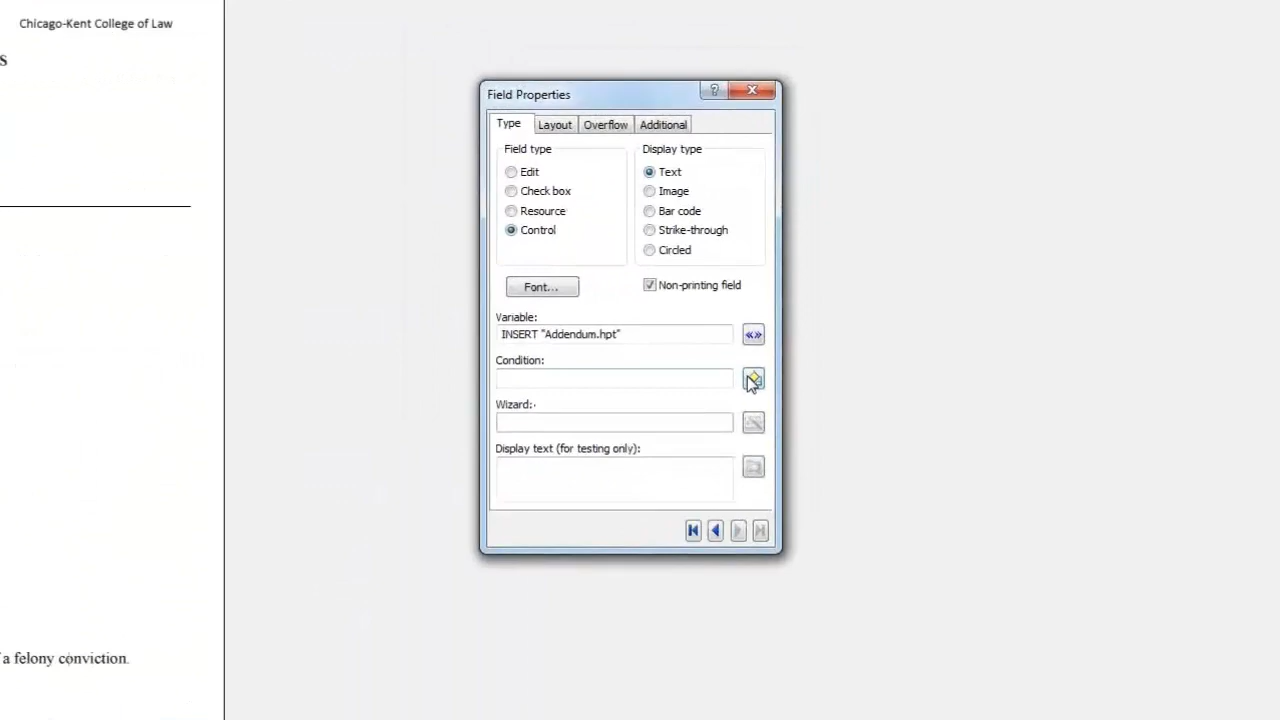 Chicago-Kent College of Law
s
Field Properties
?
Type Layout Overflow Additional
Field type
Edit
Check box
Resource
Control
Display type
Text
Image
Bar code
Strike-through
Circled
Font...
Non-printing field
Variable:
INSERT "Addendum.hpt"
«»
Condition:
Wizard:
Display text (for testing only):
a felony conviction.